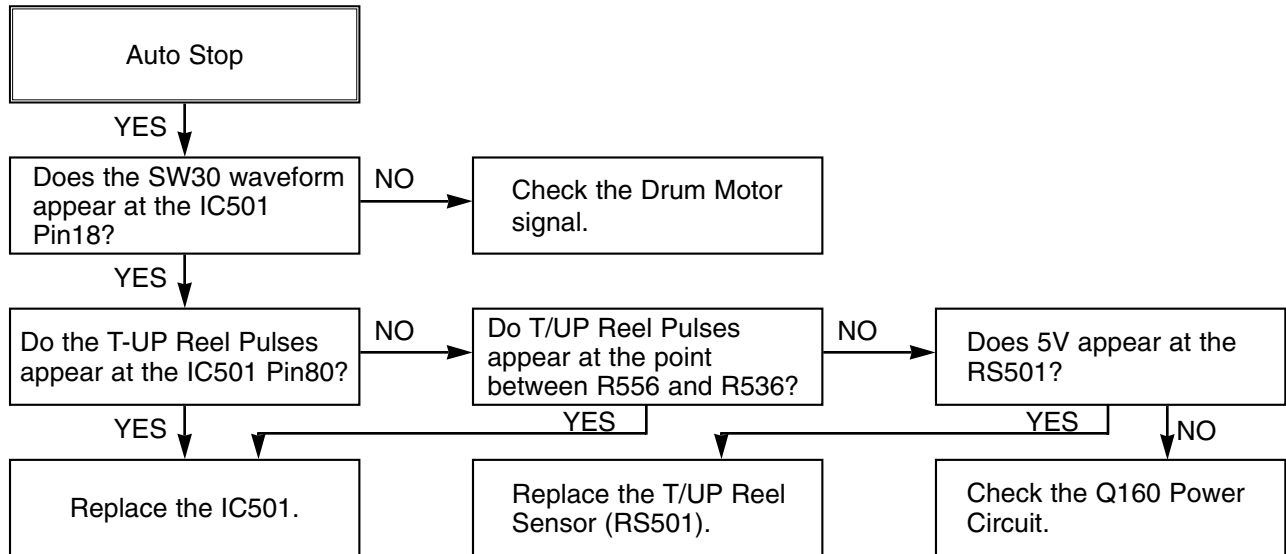 Auto Stop
YES
Does the SW30 waveform
appear at the IC501
Pin18?
NO
Check the Drum Motor
signal.
YES
Do the T-UP Reel Pulses
appear at the IC501 Pin80?
NO
Do T/UP Reel Pulses
appear at the point
between R556 and R536?
NO
Does 5V appear at the
RS501?
YES
YES
YES
NO
Replace the IC501.
Replace the T/UP Reel
Sensor (RS501).
Check the Q160 Power
Circuit.